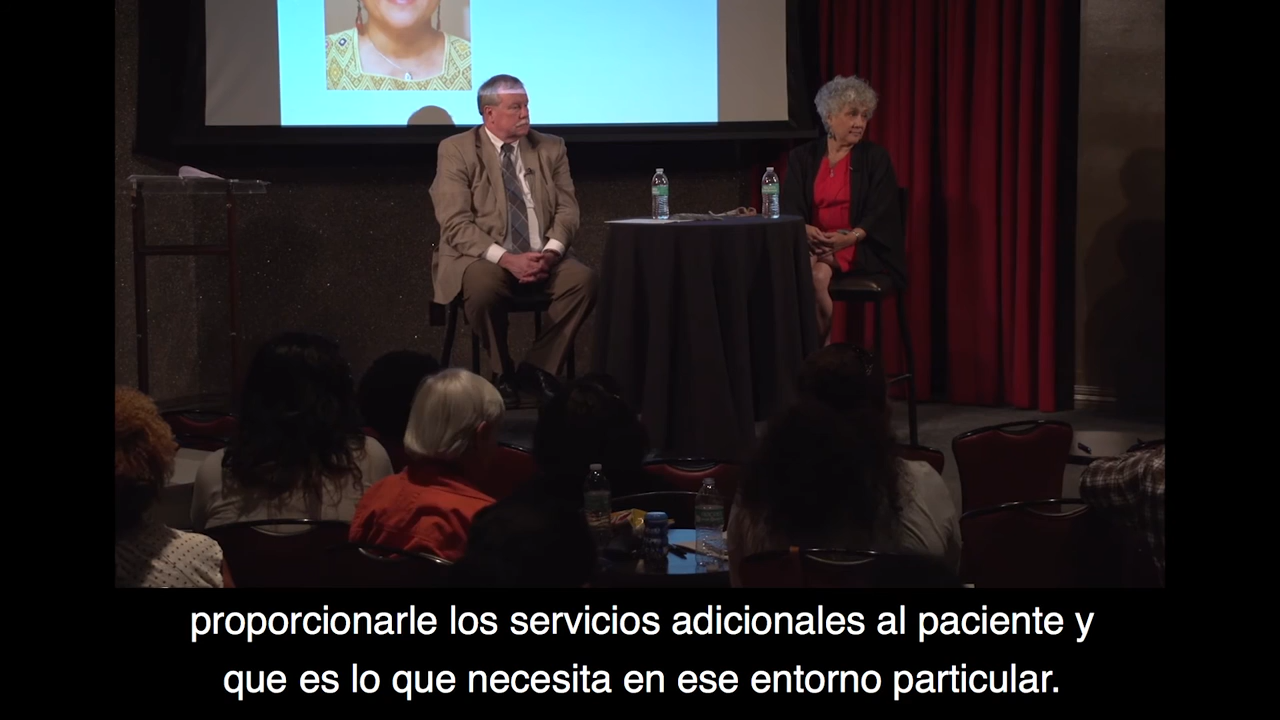 proporcionarle los servicios adicionales al paciente y
que es lo que necesita en ese entorno particular.